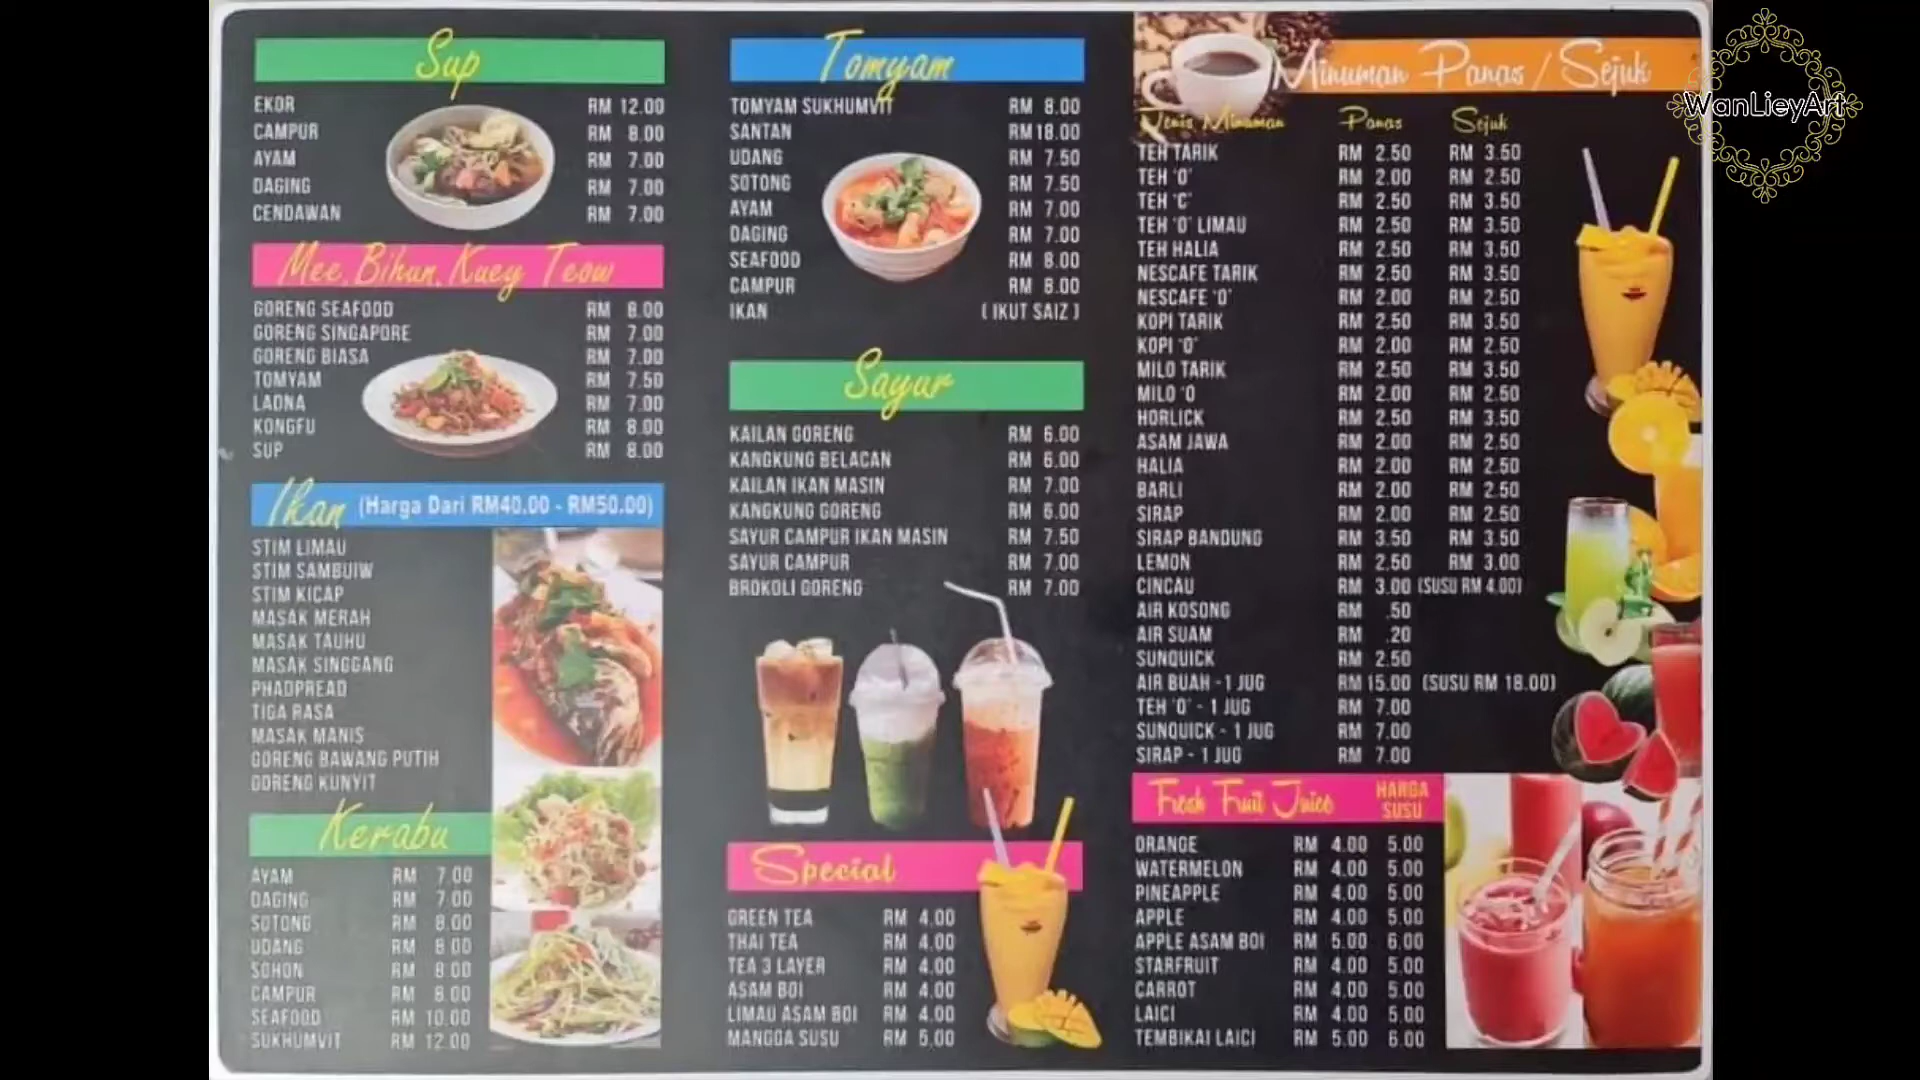 Sup
EKOR RM 12.00
CAMPUR RM 8.00
AYAM RM 7.00
DAGING RM 7.00
CENDAWAN RM 7.00
Mee, Bihun, Kuey Teow
GORENG SEAFOOD RM 8.00
GORENG SINGAPORE RM 7.00
GORENG BIASA RM 7.00
TOMYAM RM 7.50
LADNA RM 7.00
KONGFU RM 8.00
SUP RM 8.00
Ikan (Harga Dari RM40.00 - RM50.00)
STIM LIMAU
STIM SAMBUIW
STIM KICAP
MASAK MERAH
MASAK TAUHU
MASAK SINGGANG
PHADPREAD
TIGA RASA
MASAK MANIS
GORENG BAWANG PUTIH
GORENG KUNYIT
Kerabu
AYAM RM 7.00
DAGING RM 7.00
SOTONG RM 8.00
UDANG RM 8.00
SOHON RM 8.00
CAMPUR RM 8.00
SEAFOOD RM 10.00
SUKHUMVIT RM 12.00
Tomyam
TOMYAM SUKHUMVIT RM 8.00
SANTAN RM 18.00
UDANG RM 7.50
SOTONG RM 7.50
AYAM RM 7.00
DAGING RM 7.00
SEAFOOD RM 8.00
CAMPUR RM 8.00
IKAN ( IKUT SAIZ )
Sayur
KAILAN GORENG RM 6.00
KANGKUNG BELACAN RM 6.00
KAILAN IKAN MASIN RM 7.00
KANGKUNG GORENG RM 6.00
SAYUR CAMPUR IKAN MASIN RM 7.50
SAYUR CAMPUR RM 7.00
BROKOLI GORENG RM 7.00
Special
GREEN TEA RM 4.00
THAI TEA RM 4.00
TEA 3 LAYER RM 4.00
ASAM BOI RM 4.00
LIMAU ASAM BOI RM 4.00
MANGGA SUSU RM
Minuman Panas / Sejuk
Jenis Minuman Panas Sejuk
TEH TARIK RM 2.50 RM 3.50
TEH 'O' RM 2.00 RM 2.50
TEH 'C' RM 2.50 RM 3.50
TEH 'O' LIMAU RM 2.50 RM 3.50
TEH HALIA RM 2.50 RM 3.50
NESCAFE TARIK RM 2.50 RM 3.50
NESCAFE 'O' RM 2.00 RM 2.50
KOPI TARIK RM 2.50 RM 3.50
KOPI 'O' RM 2.00 RM 2.50
MILO TARIK RM 2.50 RM 3.50
MILO 'O RM 2.00 RM 2.50
HORLICK RM 2.50 RM 3.50
ASAM JAWA RM 2.00 RM 2.50
HALIA RM 2.00 RM 2.50
BARLI RM 2.00 RM 2.50
SIRAP RM 2.00 RM 2.50
SIRAP BANDUNG RM 3.50 RM 3.50
LEMON RM 2.50 RM 3.00
CINCAU RM 3.00 (SUSU RM 4.00)
AIR KOSONG RM .50
AIR SUAM RM .20
SUNQUICK RM 2.50
AIR BUAH - 1 JUG RM 15.00 (SUSU RM 18.00)
TEH 'O' - 1 JUG RM 7.00
SUNQUICK - 1 JUG RM 7.00
SIRAP - 1 JUG RM 7.00
Fresh Fruit Juice HARGA SUSU
ORANGE RM 4.00 5.00
WATERMELON RM 4.00 5.00
PINEAPPLE RM 4.00 5.00
APPLE RM 4.00 5.00
APPLE ASAM BOI RM 5.00 6.00
STARFRUIT RM 4.00 5.00
CARROT RM 4.00 5.00
LAICI RM 4.00 5.00
TEMBIKAI LAICI RM 5.00 6.00
WanLieyArt